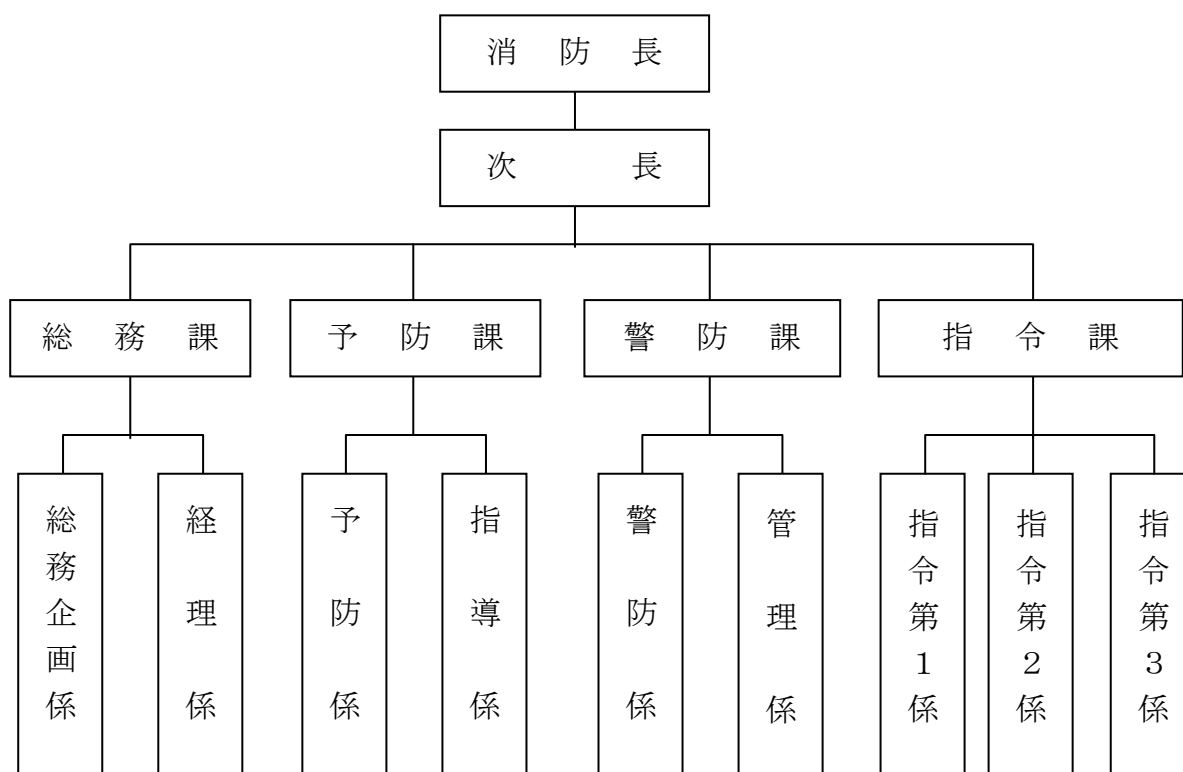 消防長
次長
総務課
予防課
警防課
指令課
総務企画係
経理係
予防係
指導係
警防係
管理係
指令第1係
指令第2係
指令第3係